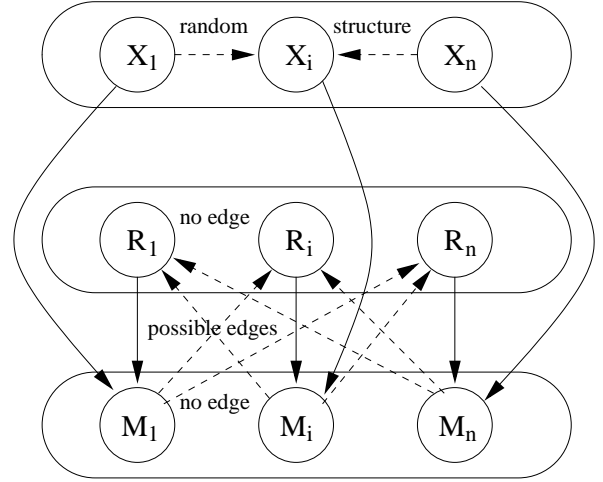 random structure
X1 Xi Xn
no edge
R1 Ri Rn
possible edges
no edge
M1 Mi Mn